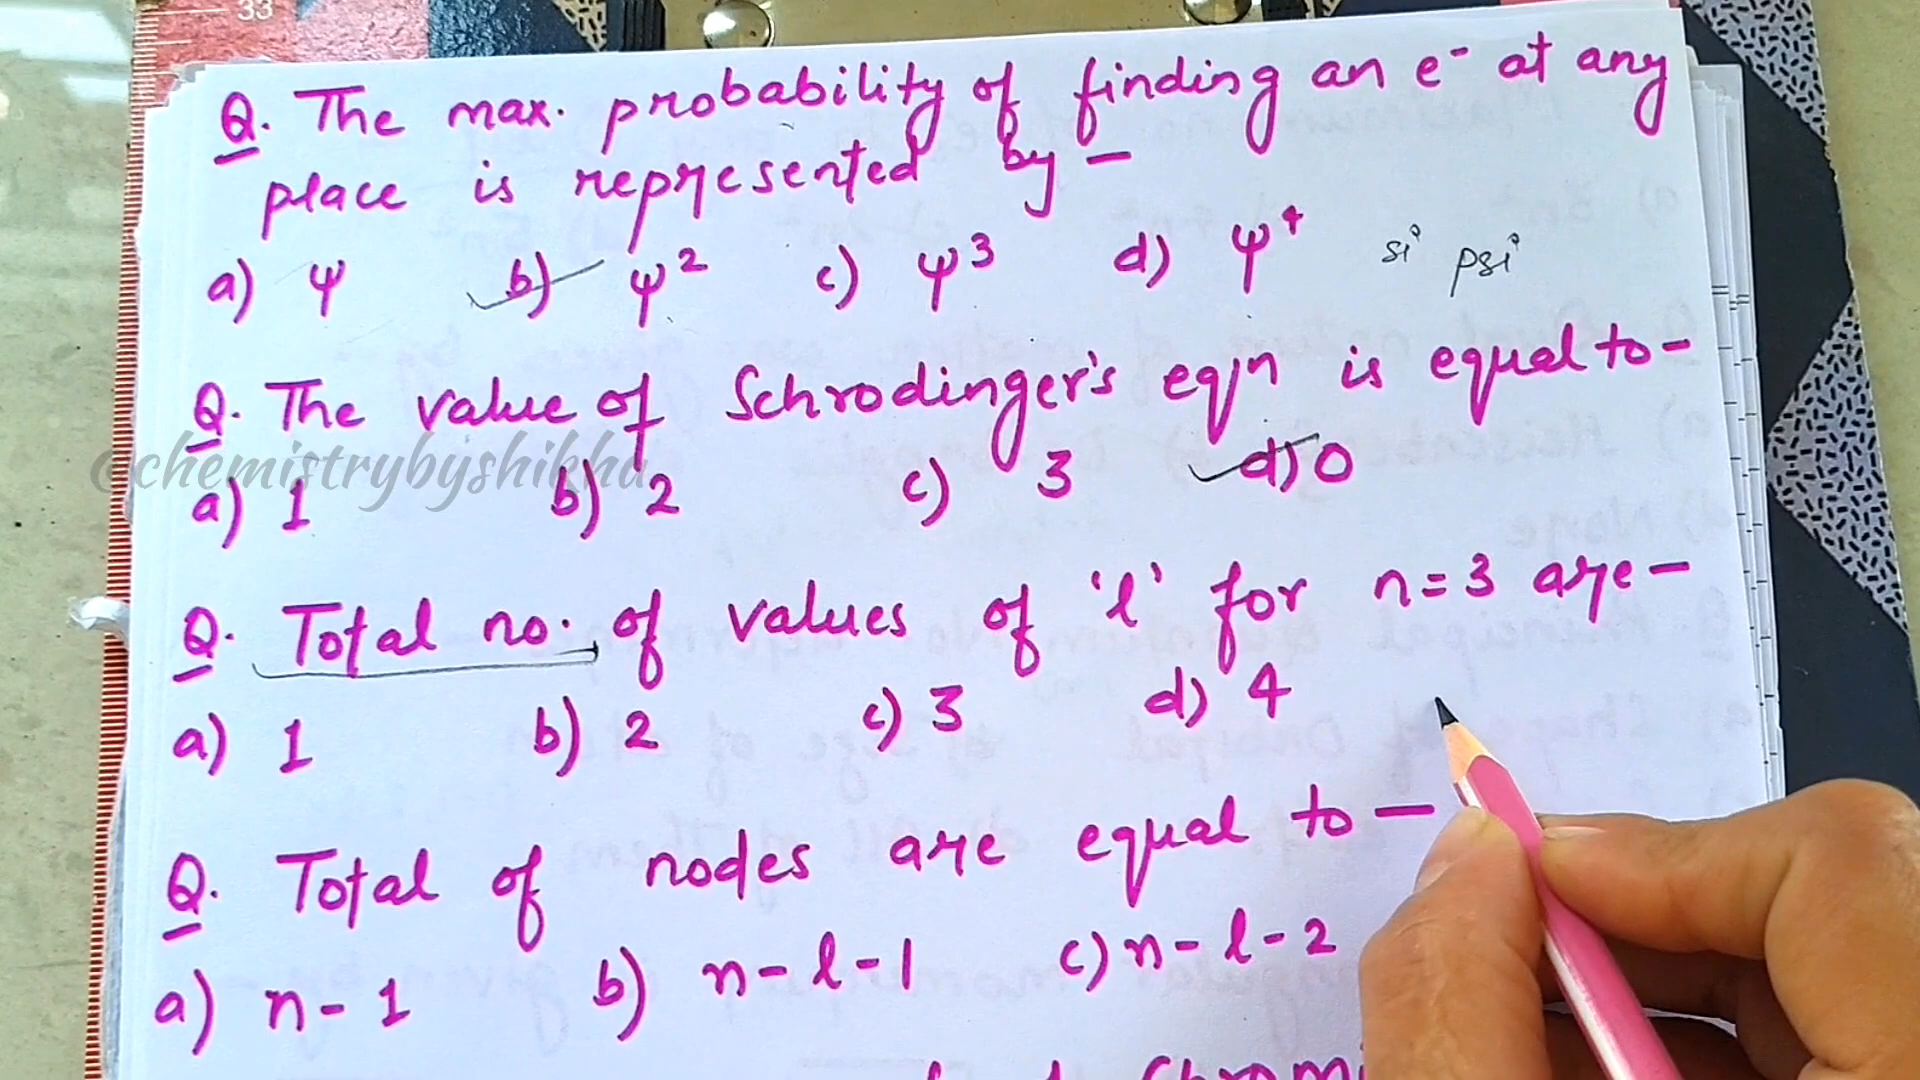 33
Q. The max. probability of finding an e⁻ at any
place is represented by –
a) ψ b) ψ² c) ψ³ d) ψ⁴ si psi
Q. The value of Schrodinger's eqⁿ is equal to –
@chemistrybyshikha
a) 1 b) 2 c) 3 d) 0
Q. Total no. of values of 'l' for n = 3 are –
a) 1 b) 2 c) 3 d) 4
Q. Total of nodes are equal to –
a) n - 1 b) n - l - 1 c) n - l - 2